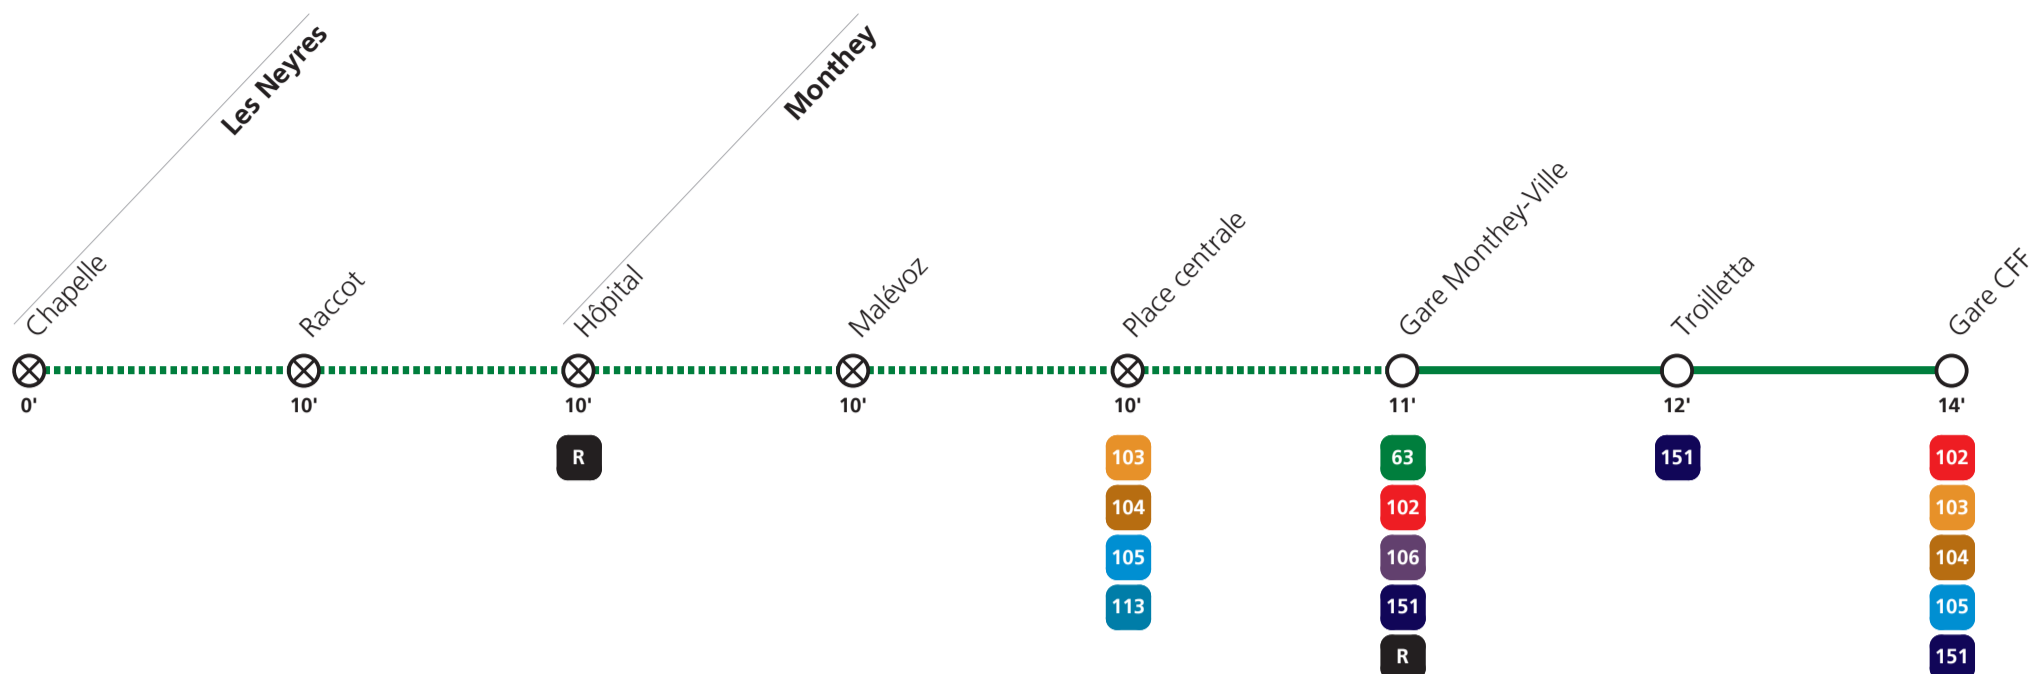 Les Neyres
Monthey
Chapelle
Raccot
Hôpital
Malévoz
Place centrale
Gare Monthey-Ville
Troilletta
Gare CFF
0' 10' 10' 10' 10' 11' 12' 14'
R 103 63 151 102
104 102 103
105 106 104
113 151 105
R 151